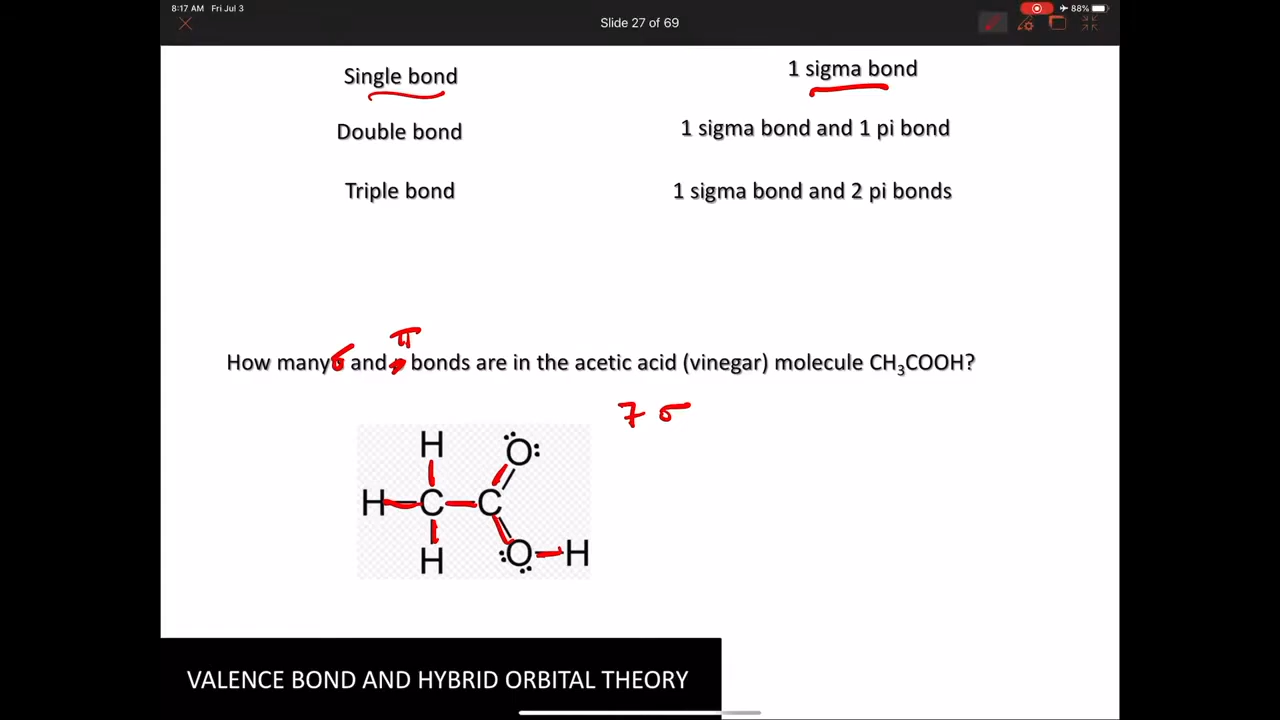 8:17 AM Fri Jul 3
88%
Slide 27 of 69
Single bond
1 sigma bond
Double bond
1 sigma bond and 1 pi bond
Triple bond
1 sigma bond and 2 pi bonds
π
How many σ and bonds are in the acetic acid (vinegar) molecule CH₃COOH?
7 σ
H O
H C C
H O H
VALENCE BOND AND HYBRID ORBITAL THEORY